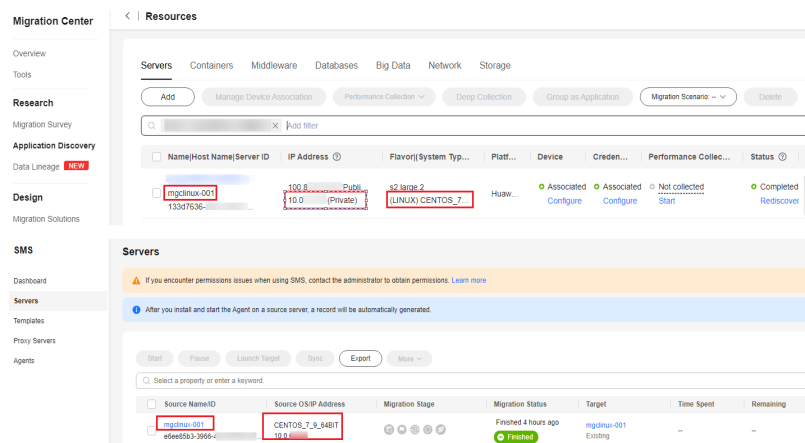 Migration Center
Resources
Overview
Tools
Research
Migration Survey
Application Discovery
Data Lineage NEW
Design
Migration Solutions
Servers Containers Middleware Databases Big Data Network Storage
Add Manage Device Association Performance Collection Deep Collection Group as Application Migration Scenario: -- Delete
Add filter
Name|Host Name|Server ID IP Address Flavor|(System Typ... Platf... Device Creden... Performance Collec... Status
mgclinux-001 100.8 Publi. s2.large.2 Huaw... Associated Associated Not collected Completed
133d7636- 10.0 (Private) (LINUX) CENTOS_7... Configure Configure Start Rediscover
SMS
Dashboard
Servers
Templates
Proxy Servers
Agents
Servers
If you encounter permissions issues when using SMS, contact the administrator to obtain permissions. Learn more
After you install and start the Agent on a source server, a record will be automatically generated.
Start Pause Launch Target Sync Export More
Select a property or enter a keyword.
Source Name/ID Source OS/IP Address Migration Stage Migration Status Target Time Spent Remaining
mgclinux-001 CENTOS_7_9_64BIT Finished 4 hours ago mgclinux-001 -- --
e6ee85b3-3966-4 10.0 Finished Existing